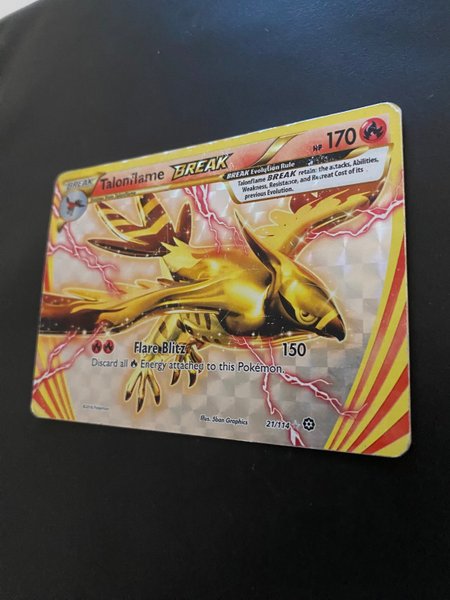 BREAK
Talonflame BREAK
HP 170
BREAK Evolution Rule
Talonflame BREAK retains the attacks, Abilities,
Weakness, Resistance, and Retreat Cost of its
previous Evolution.
Flare Blitz 150
Discard all Energy attached to this Pokémon.
©2016 Pokémon
Illus. 5ban Graphics
21/114